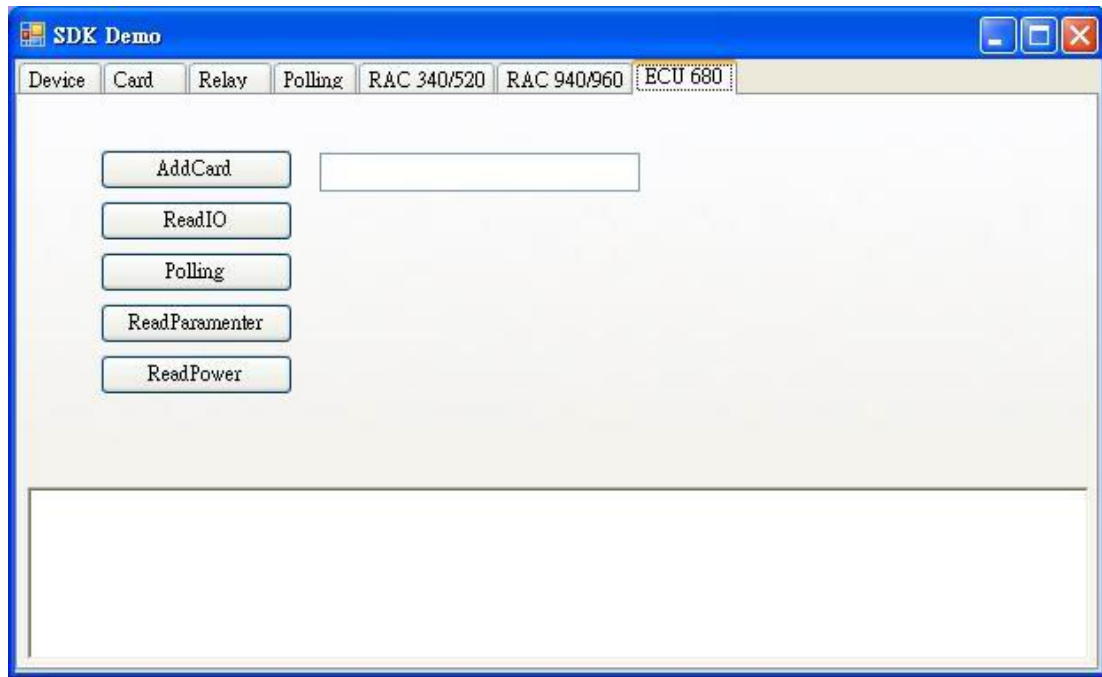 SDK Demo
Device Card Relay Polling RAC 340/520 RAC 940/960 ECU 680
AddCard
ReadIO
Polling
ReadParamenter
ReadPower